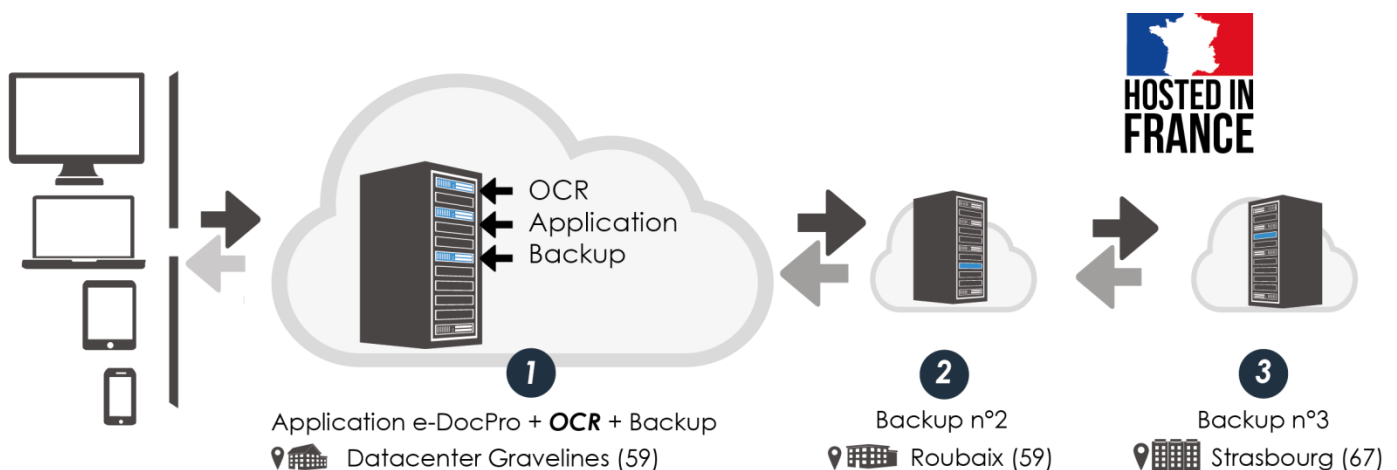 HOSTED IN
FRANCE
OCR
Application
Backup
1
Application e-DocPro + OCR + Backup
Datacenter Gravelines (59)
2
Backup n°2
Roubaix (59)
3
Backup n°3
Strasbourg (67)